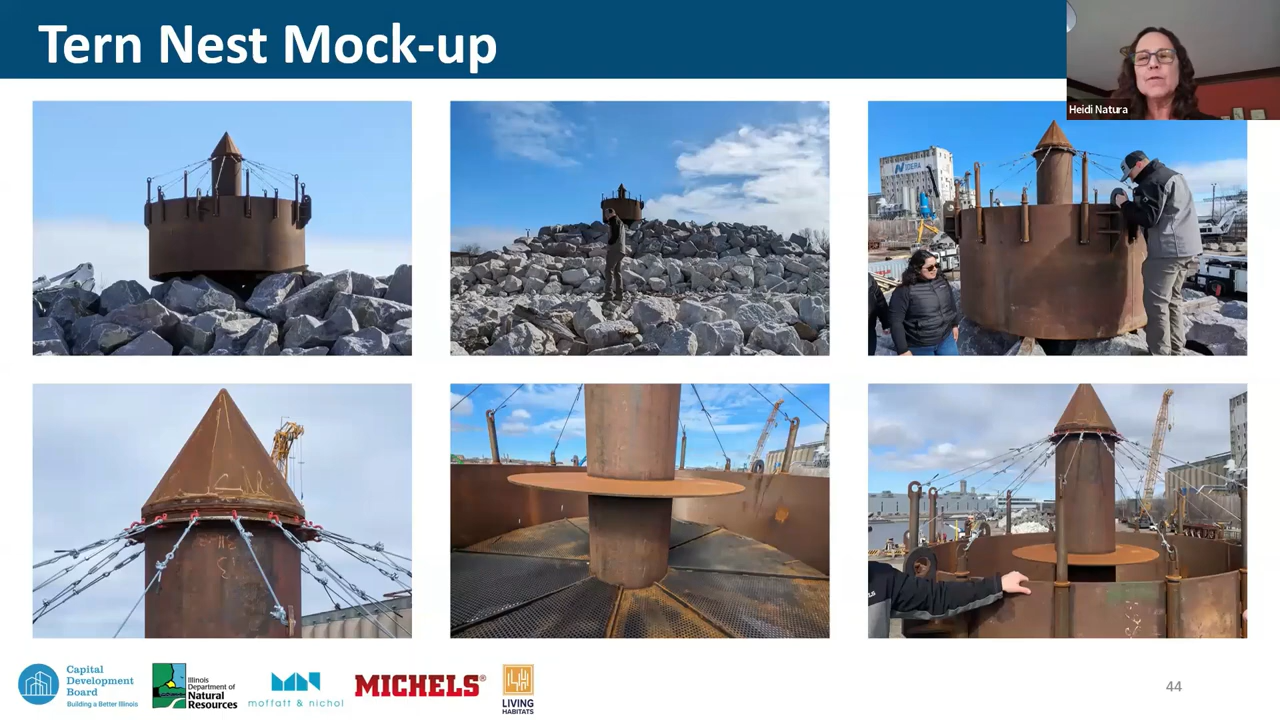 Tern Nest Mock-up
Heidi Natura
Capital
Development
Board
Building a Better Illinois
Illinois
Department of
Natural
Resources
moffatt & nichol
MICHELS®
LIVING
HABITATS
44